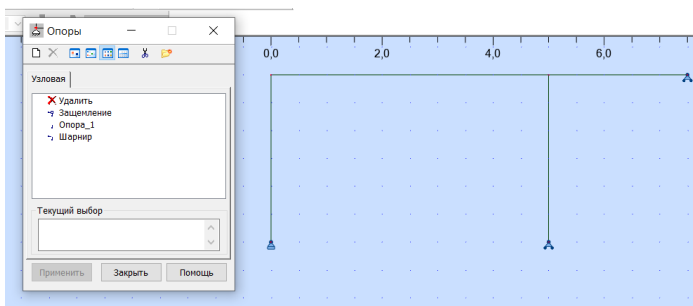 Опоры
Узловая
Удалить
Защемление
Опора_1
Шарнир
Текущий выбор
Применить
Закрыть
Помощь
0,0
2,0
4,0
6,0